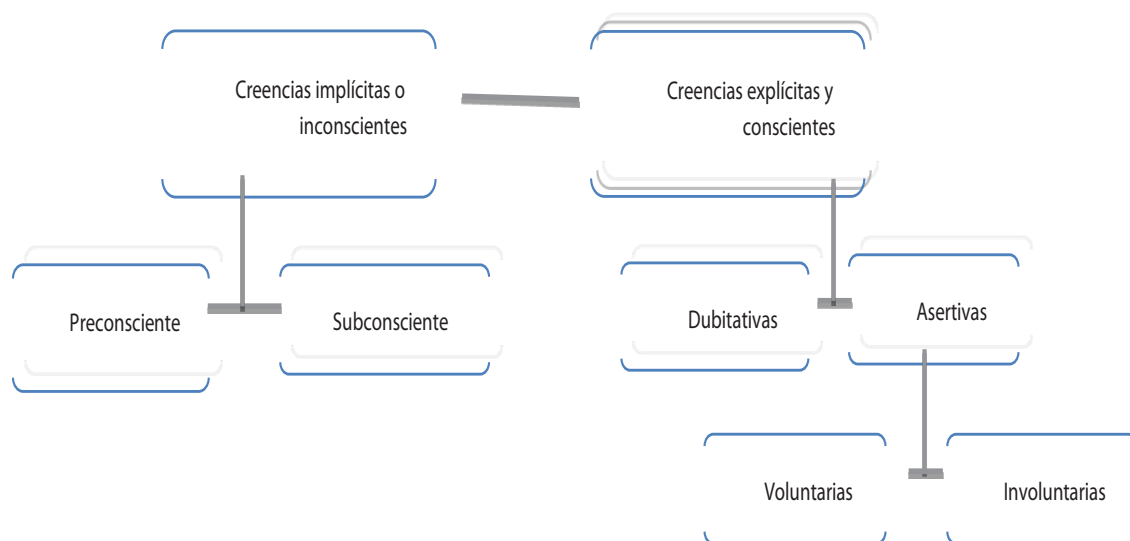 Creencias implícitas o
inconscientes
Creencias explícitas y
conscientes
Preconsciente
Subconsciente
Dubitativas
Asertivas
Voluntarias
Involuntarias